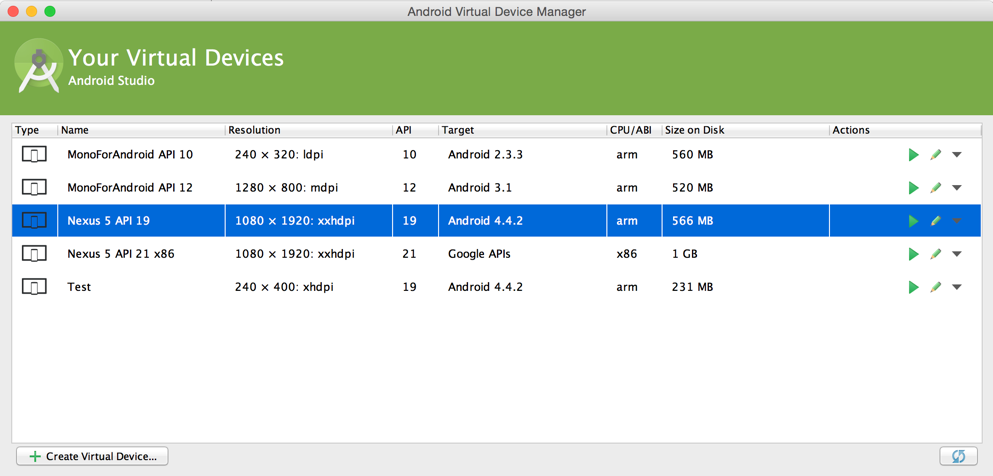 Android Virtual Device Manager
Your Virtual Devices
Android Studio
Type Name Resolution API Target CPU/ABI Size on Disk Actions
MonoForAndroid API 10 240 × 320: ldpi 10 Android 2.3.3 arm 560 MB
MonoForAndroid API 12 1280 × 800: mdpi 12 Android 3.1 arm 520 MB
Nexus 5 API 19 1080 × 1920: xxhdpi 19 Android 4.4.2 arm 566 MB
Nexus 5 API 21 x86 1080 × 1920: xxhdpi 21 Google APIs x86 1 GB
Test 240 × 400: xhdpi 19 Android 4.4.2 arm 231 MB
Create Virtual Device...